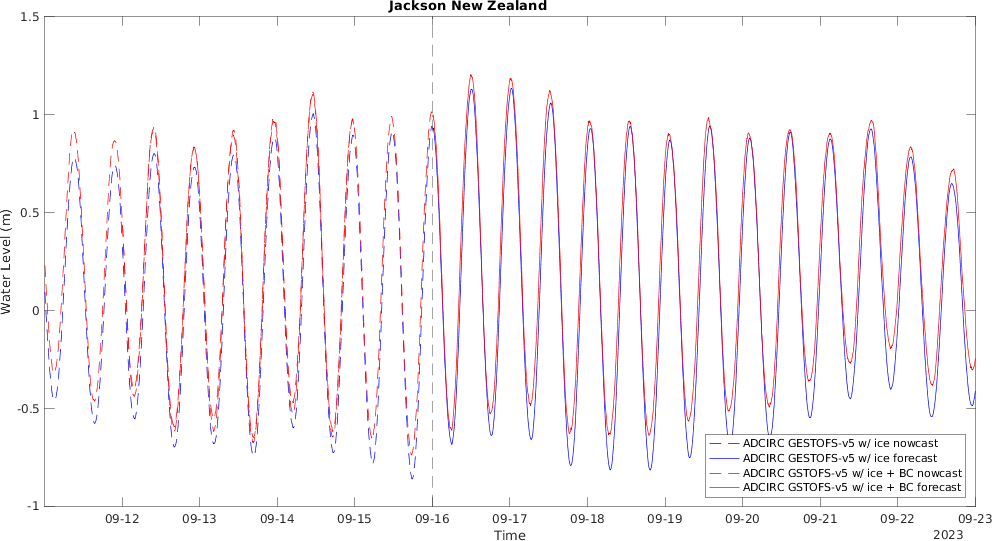 Jackson New Zealand
1.5
1
0.5
0
-0.5
-1
Water Level (m)
09-12
09-13
09-14
09-15
09-16
09-17
09-18
09-19
09-20
09-21
09-22
09-23
Time
2023
ADCIRC GESTOFS-v5 w/ ice nowcast
ADCIRC GESTOFS-v5 w/ ice forecast
ADCIRC GSTOFS-v5 w/ ice + BC nowcast
ADCIRC GSTOFS-v5 w/ ice + BC forecast